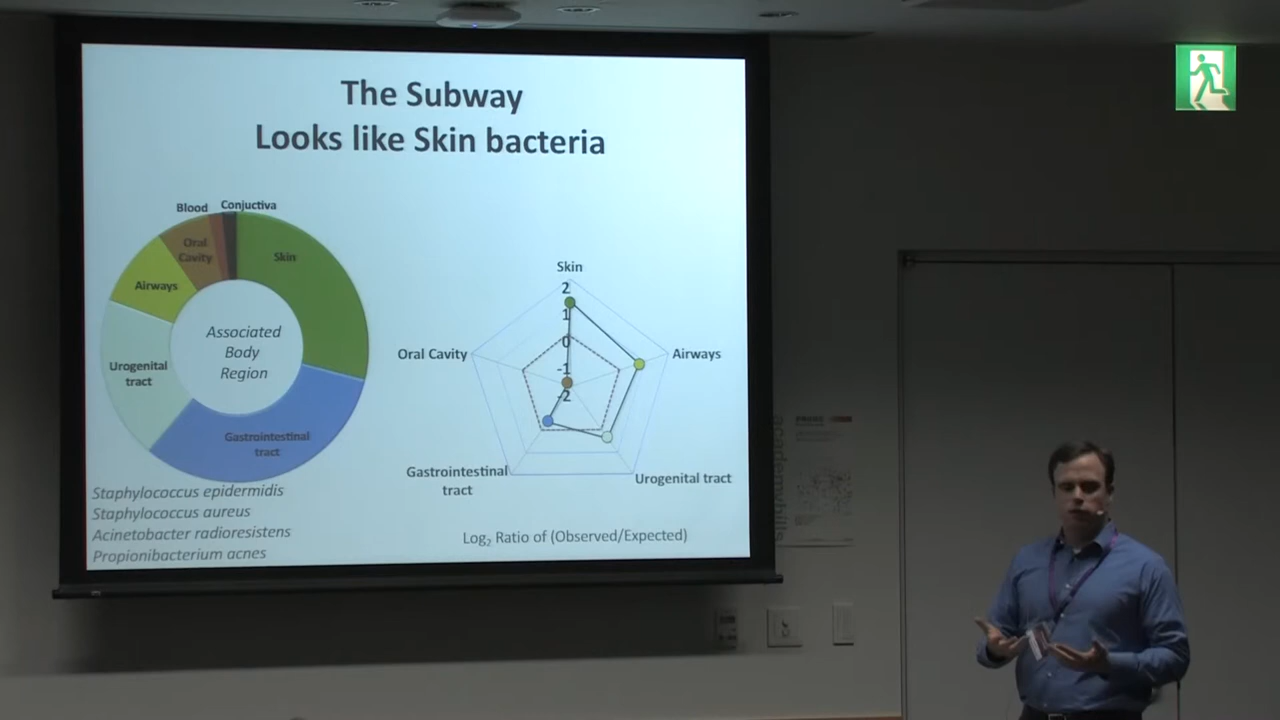 The Subway
Looks like Skin bacteria
Blood
Conjuctiva
Oral
Cavity
Skin
Airways
Associated
Body
Region
Urogenital
tract
Gastrointestinal
tract
Staphylococcus epidermidis
Staphylococcus aureus
Acinetobacter radioresistens
Propionibacterium acnes
Skin
2
1
0
-1
-2
Oral Cavity
Airways
Gastrointestinal
tract
Urogenital tract
Log₂ Ratio of (Observed/Expected)
academyhills